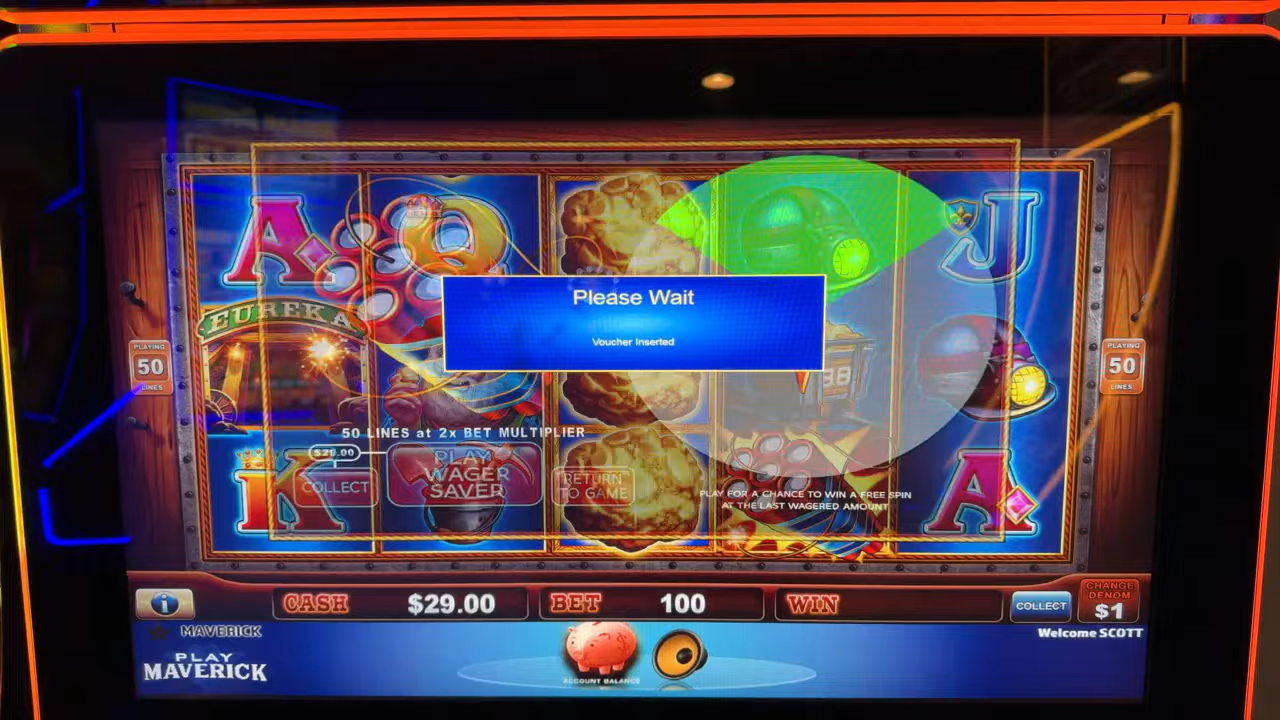 A
Q
J
EUREKA
Please Wait
Voucher Inserted
PLAYING
50
LINES
PLAYING
50
LINES
88
50 LINES at 2x BET MULTIPLIER
$29.00
COLLECT
PLAY
WAGER
SAVER
RETURN
TO GAME
PLAY FOR A CHANCE TO WIN A FREE SPIN
AT THE LAST WAGERED AMOUNT
K
A
CASH
$29.00
BET
100
WIN
COLLECT
CHANGE
DENOM
$1
MAVERICK
PLAY
MAVERICK
ACCOUNT BALANCE
Welcome SCOTT